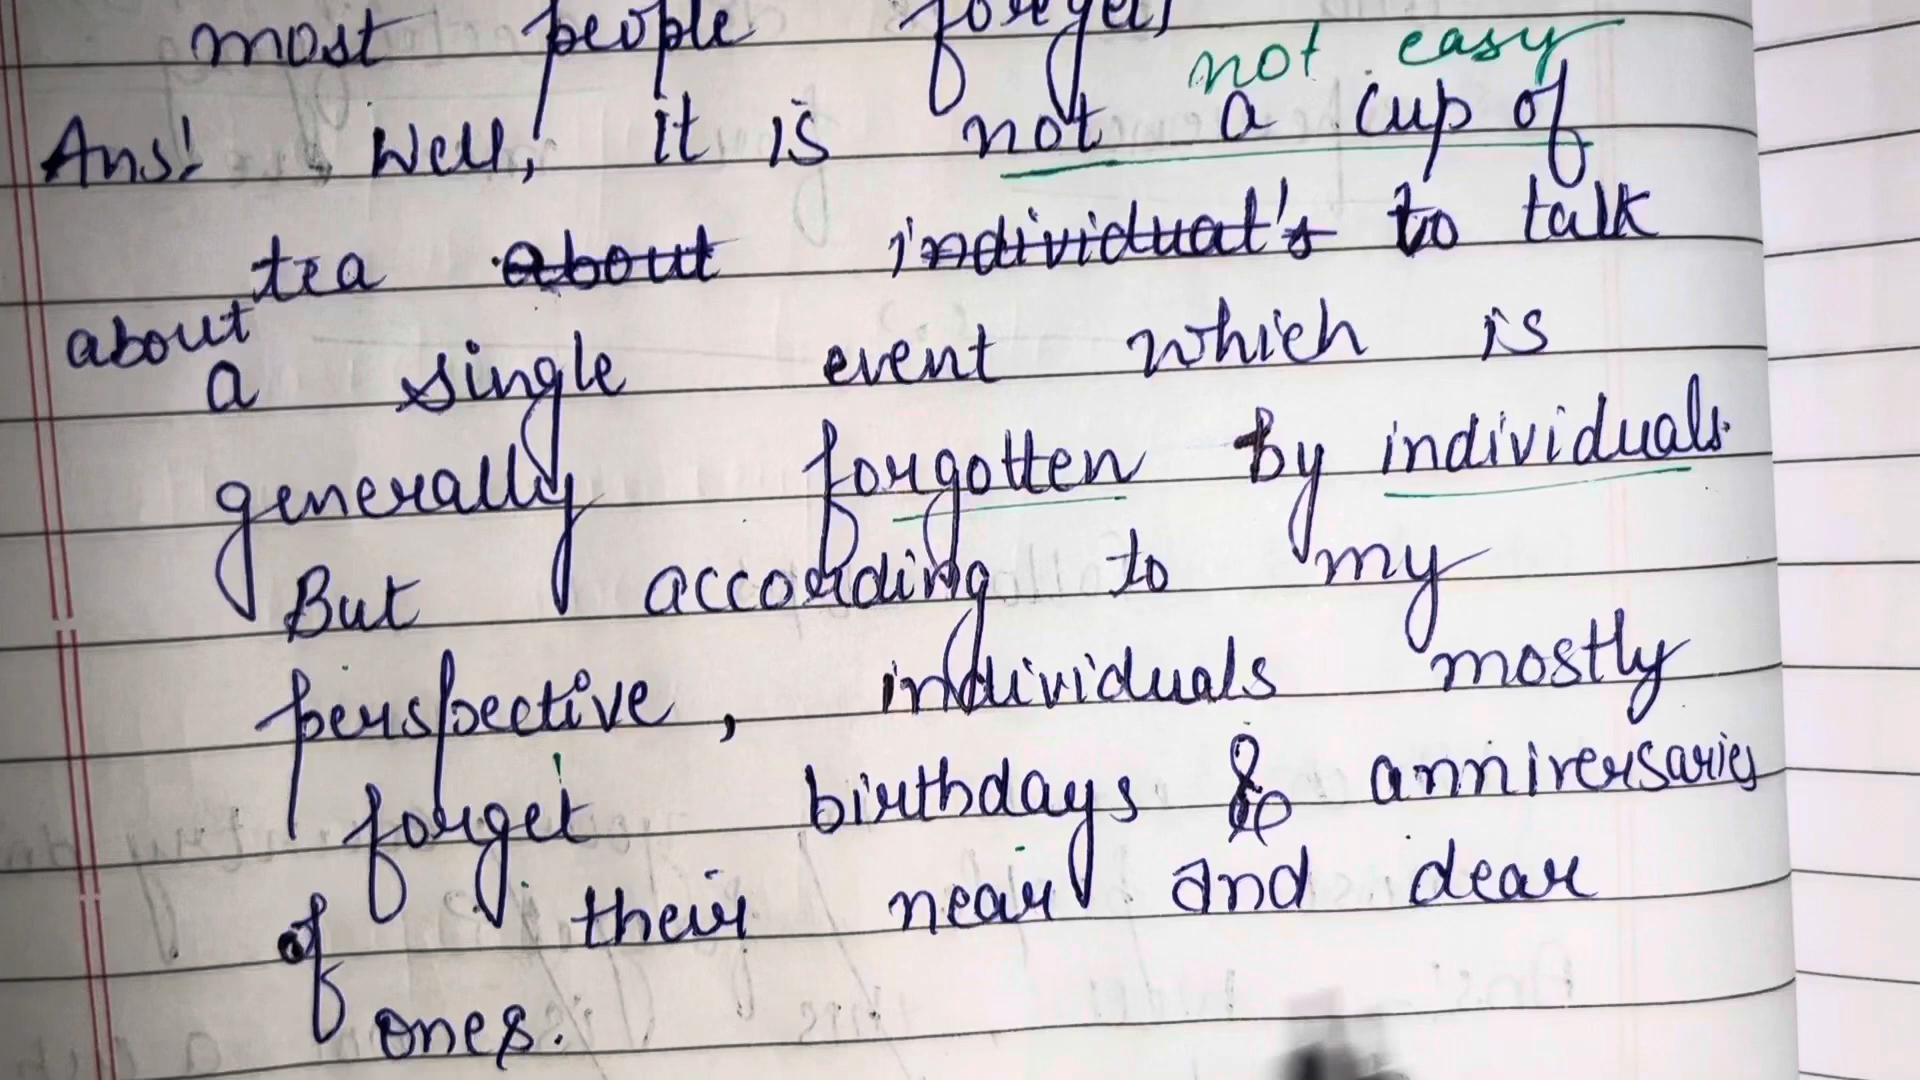 most people forget,
not easy
Ans: Well, it is not a cup of
tea about individual's to talk
about
a single event which is
generally forgotten by individuals.
But according to my
perspective, individuals mostly
forget birthdays & anniversaries
of their near and dear
ones.